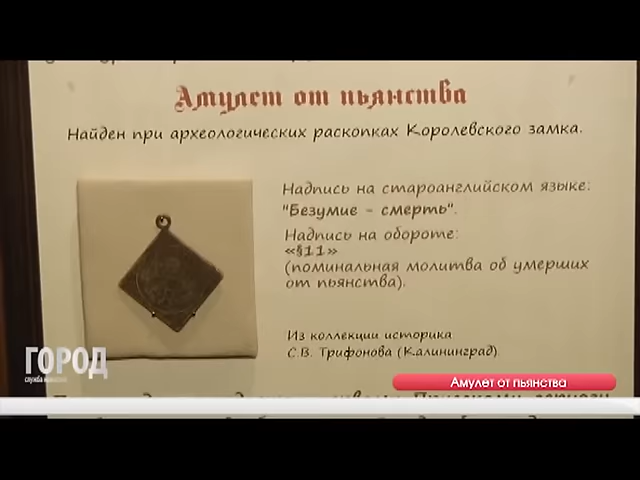 Амулет от пьянства
Найден при археологических раскопках Королевского замка.
Надпись на староанглийском языке:
"Безумие - смерть".
Надпись на обороте:
«§11»
(поминальная молитва об умерших
от пьянства).
Из коллекции историка
С.В. Трифонова (Калининград)
ГОРОД
Амулет от пьянства